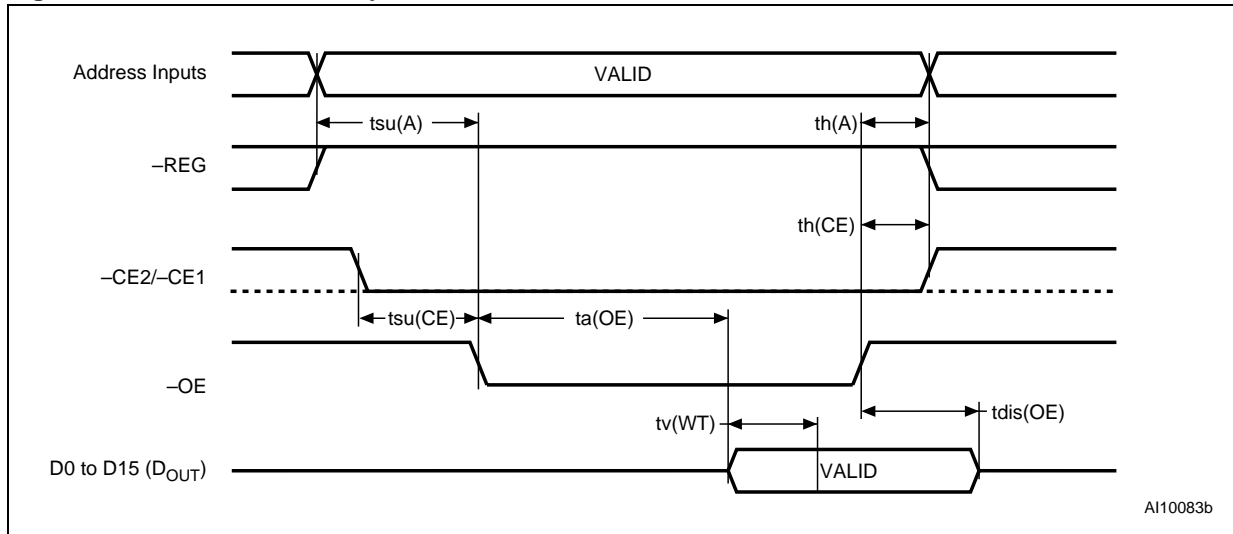 Address Inputs
VALID
tsu(A)
th(A)
–REG
th(CE)
–CE2/–CE1
tsu(CE)
ta(OE)
–OE
tv(WT)
tdis(OE)
D0 to D15 (DOUT)
VALID
AI10083b